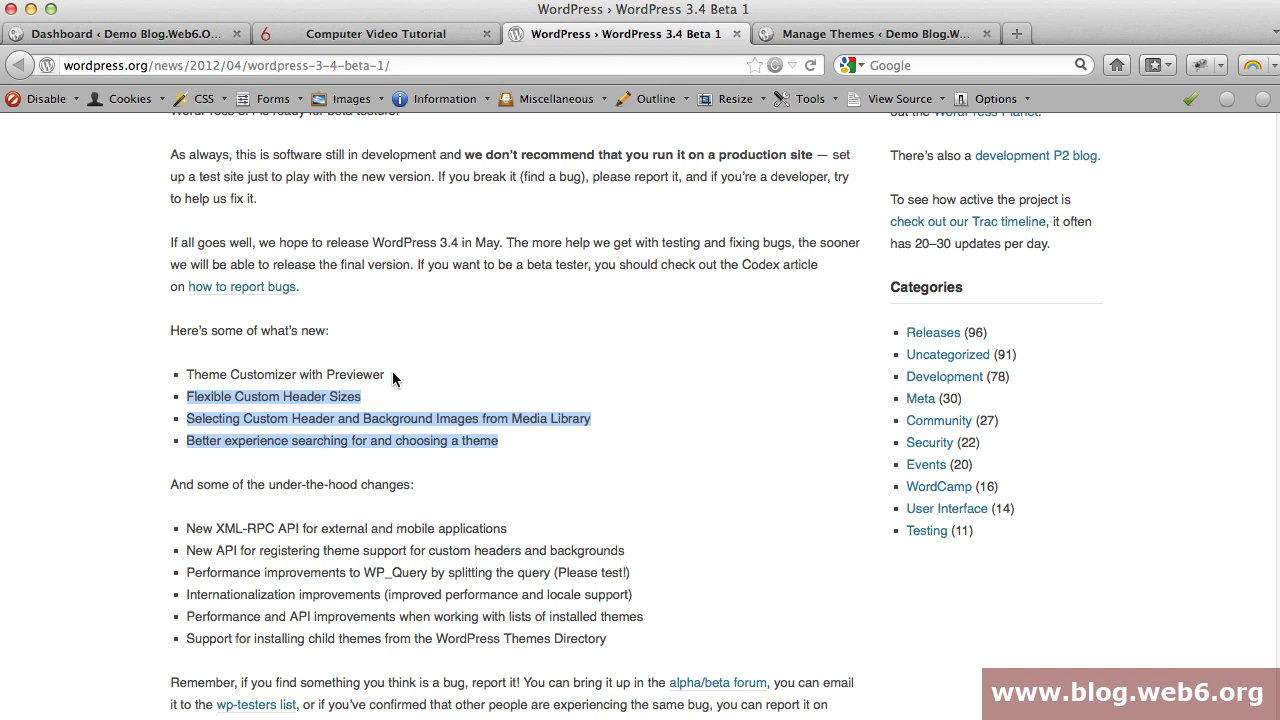 WordPress › WordPress 3.4 Beta 1
Dashboard ‹ Demo Blog.Web6.O...
Computer Video Tutorial
WordPress › WordPress 3.4 Beta 1
Manage Themes ‹ Demo Blog.W...
wordpress.org/news/2012/04/wordpress-3-4-beta-1/
Google
Disable
Cookies
CSS
Forms
Images
Information
Miscellaneous
Outline
Resize
Tools
View Source
Options
WordPress 3.4 is ready for beta testers!
As always, this is software still in development and we don't recommend that you run it on a production site — set
up a test site just to play with the new version. If you break it (find a bug), please report it, and if you're a developer, try
to help us fix it.
If all goes well, we hope to release WordPress 3.4 in May. The more help we get with testing and fixing bugs, the sooner
we will be able to release the final version. If you want to be a beta tester, you should check out the Codex article
on how to report bugs.
Here's some of what's new:
Theme Customizer with Previewer
Flexible Custom Header Sizes
Selecting Custom Header and Background Images from Media Library
Better experience searching for and choosing a theme
And some of the under-the-hood changes:
New XML-RPC API for external and mobile applications
New API for registering theme support for custom headers and backgrounds
Performance improvements to WP_Query by splitting the query (Please test!)
Internationalization improvements (improved performance and locale support)
Performance and API improvements when working with lists of installed themes
Support for installing child themes from the WordPress Themes Directory
Remember, if you find something you think is a bug, report it! You can bring it up in the alpha/beta forum, you can email
it to the wp-testers list, or if you've confirmed that other people are experiencing the same bug, you can report it on
out the WordPress Planet.
There's also a development P2 blog.
To see how active the project is
check out our Trac timeline, it often
has 20–30 updates per day.
Categories
Releases (96)
Uncategorized (91)
Development (78)
Meta (30)
Community (27)
Security (22)
Events (20)
WordCamp (16)
User Interface (14)
Testing (11)
www.blog.web6.org